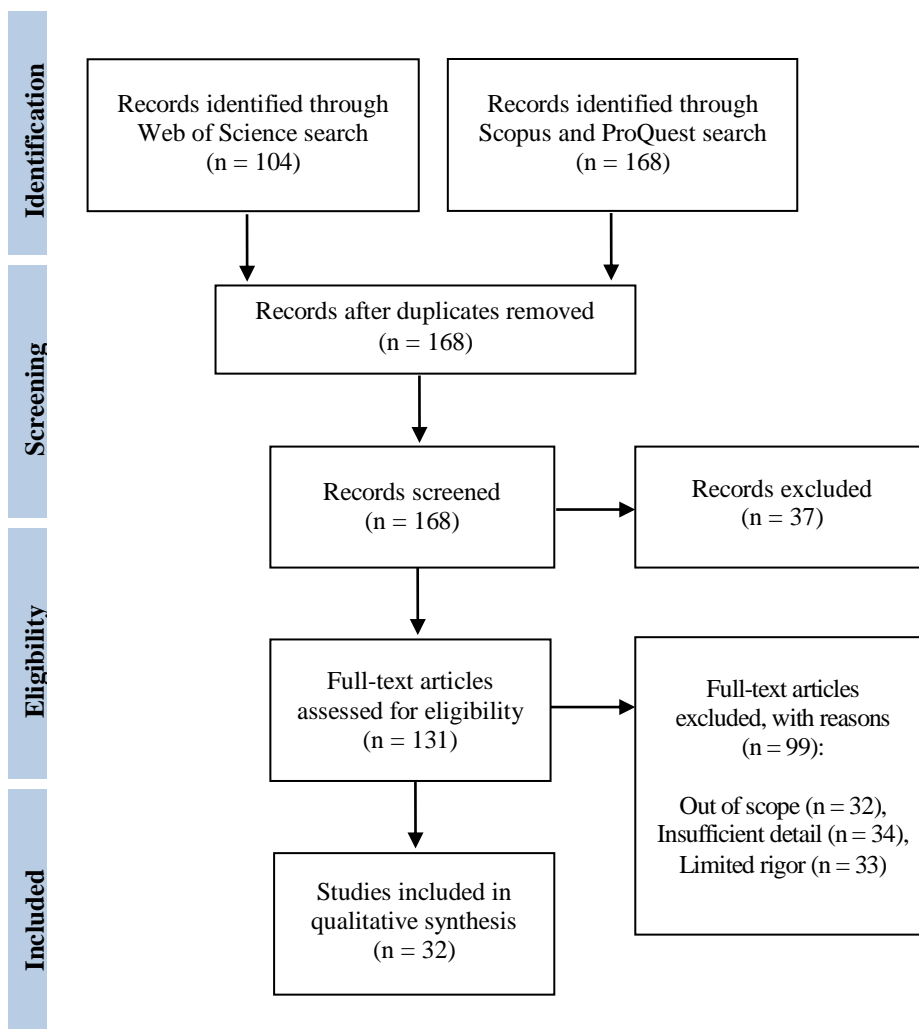 Identification
Records identified through
Web of Science search
(n = 104)
Records identified through
Scopus and ProQuest search
(n = 168)
Screening
Records after duplicates removed
(n = 168)
Records screened
(n = 168)
Records excluded
(n = 37)
Eligibility
Full-text articles
assessed for eligibility
(n = 131)
Full-text articles
excluded, with reasons
(n = 99):
Out of scope (n = 32),
Insufficient detail (n = 34),
Limited rigor (n = 33)
Included
Studies included in
qualitative synthesis
(n = 32)